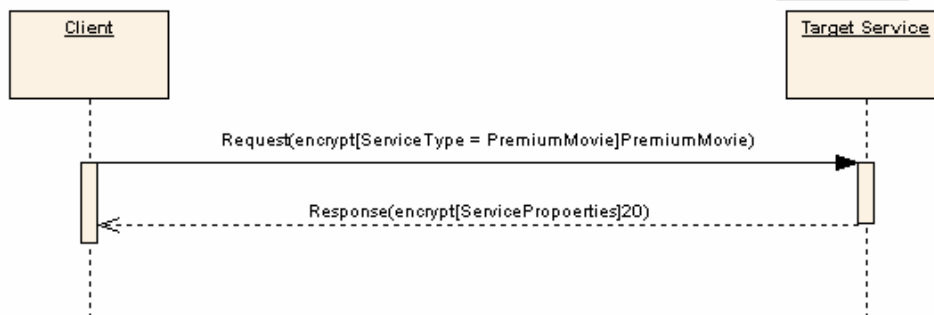 Client
Target Service
Request(encrypt[ServiceType = PremiumMovie]PremiumMovie)
Response(encrypt[ServicePropoerties]20)